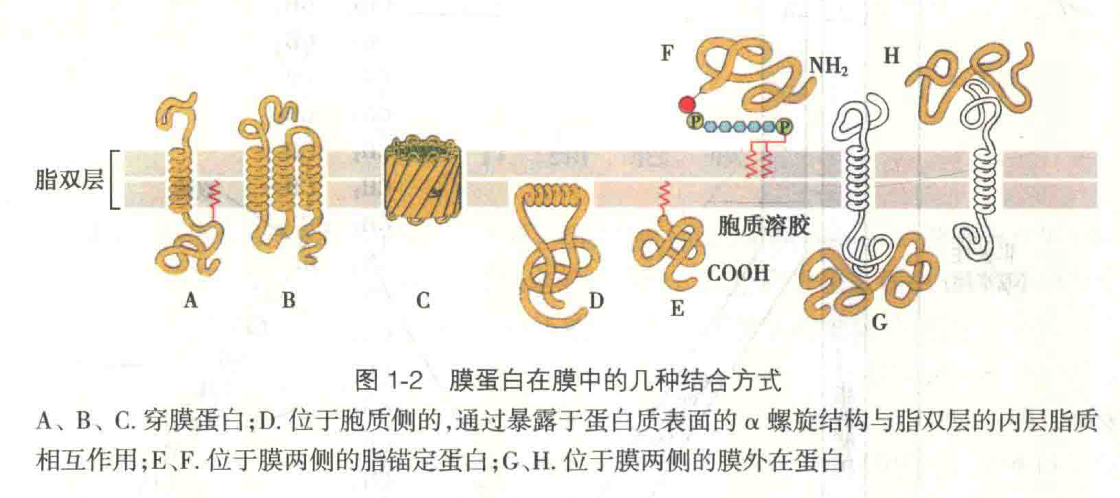 F
NH₂
H
P
P
脂双层
胞质溶胶
COOH
A
B
C
D
E
G
图 1-2 膜蛋白在膜中的几种结合方式
A、B、C. 穿膜蛋白；D. 位于胞质侧的，通过暴露于蛋白质表面的 α 螺旋结构与脂双层的内层脂质
相互作用；E、F. 位于膜两侧的脂锚定蛋白；G、H. 位于膜两侧的膜外在蛋白